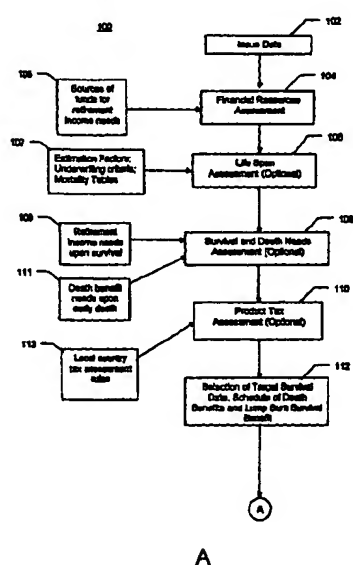 100
102
Input Data
105
104
Sources of
funds for
retirement
income needs
Financial Resources
Assessment
107
106
Estimation Factors;
Underwriting criteria;
Mortality Tables
Life Span
Assessment (Optional)
109
108
Retirement
income needs
upon survival
Survival and Death Needs
Assessment (Optional)
111
Death benefit
needs upon
early death
110
Product Tax
Assessment (Optional)
113
Local country
tax assessment
rules
112
Selection of Target Survival
Date, Schedule of Death
Benefits and Lump Sum Survival
Benefit
A
A